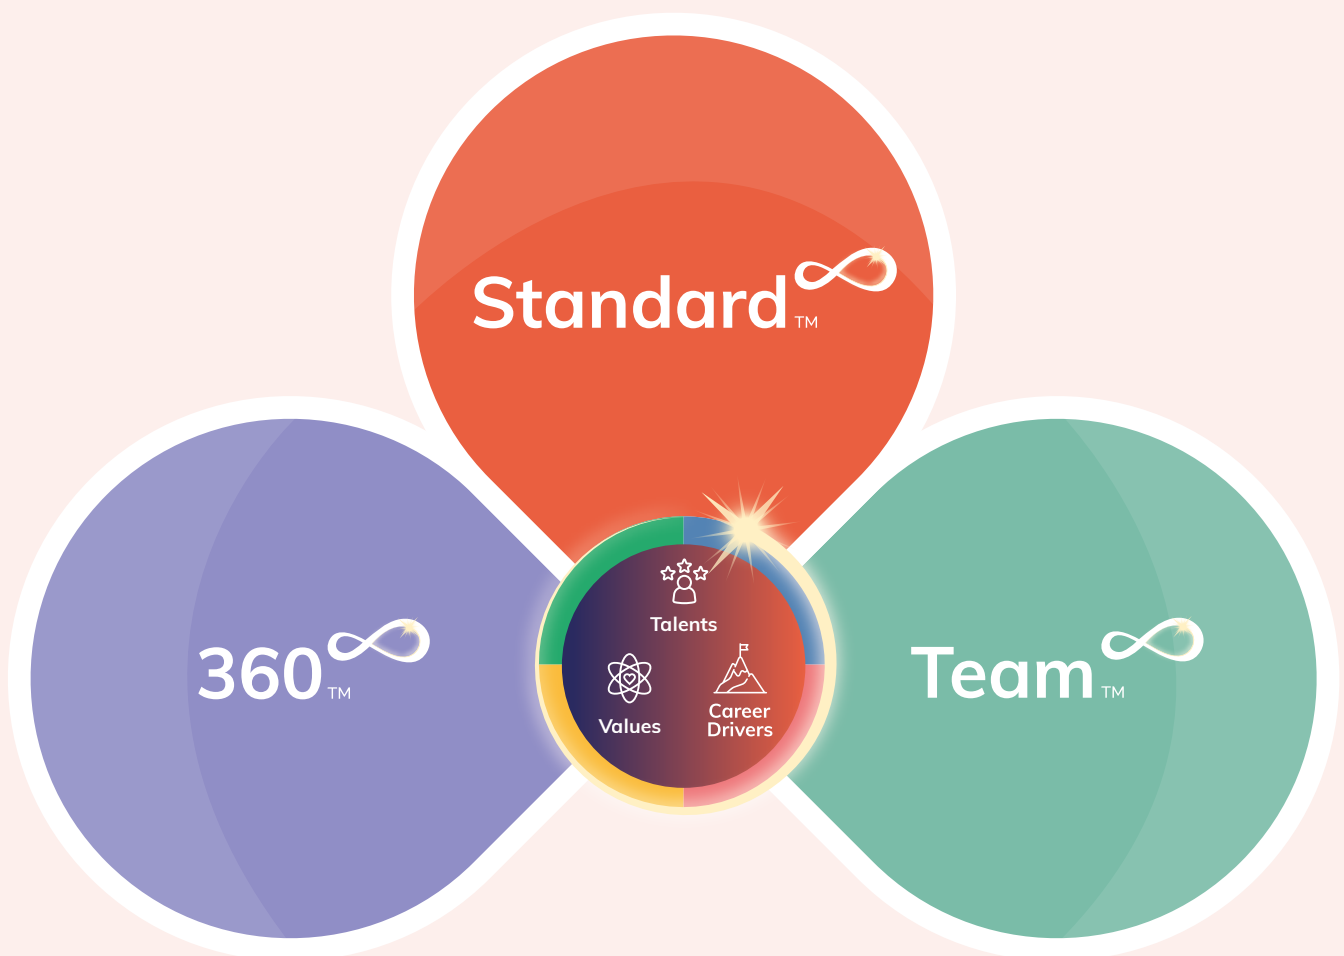 Standard™
360™
Team™
Talents
Values
Career
Drivers